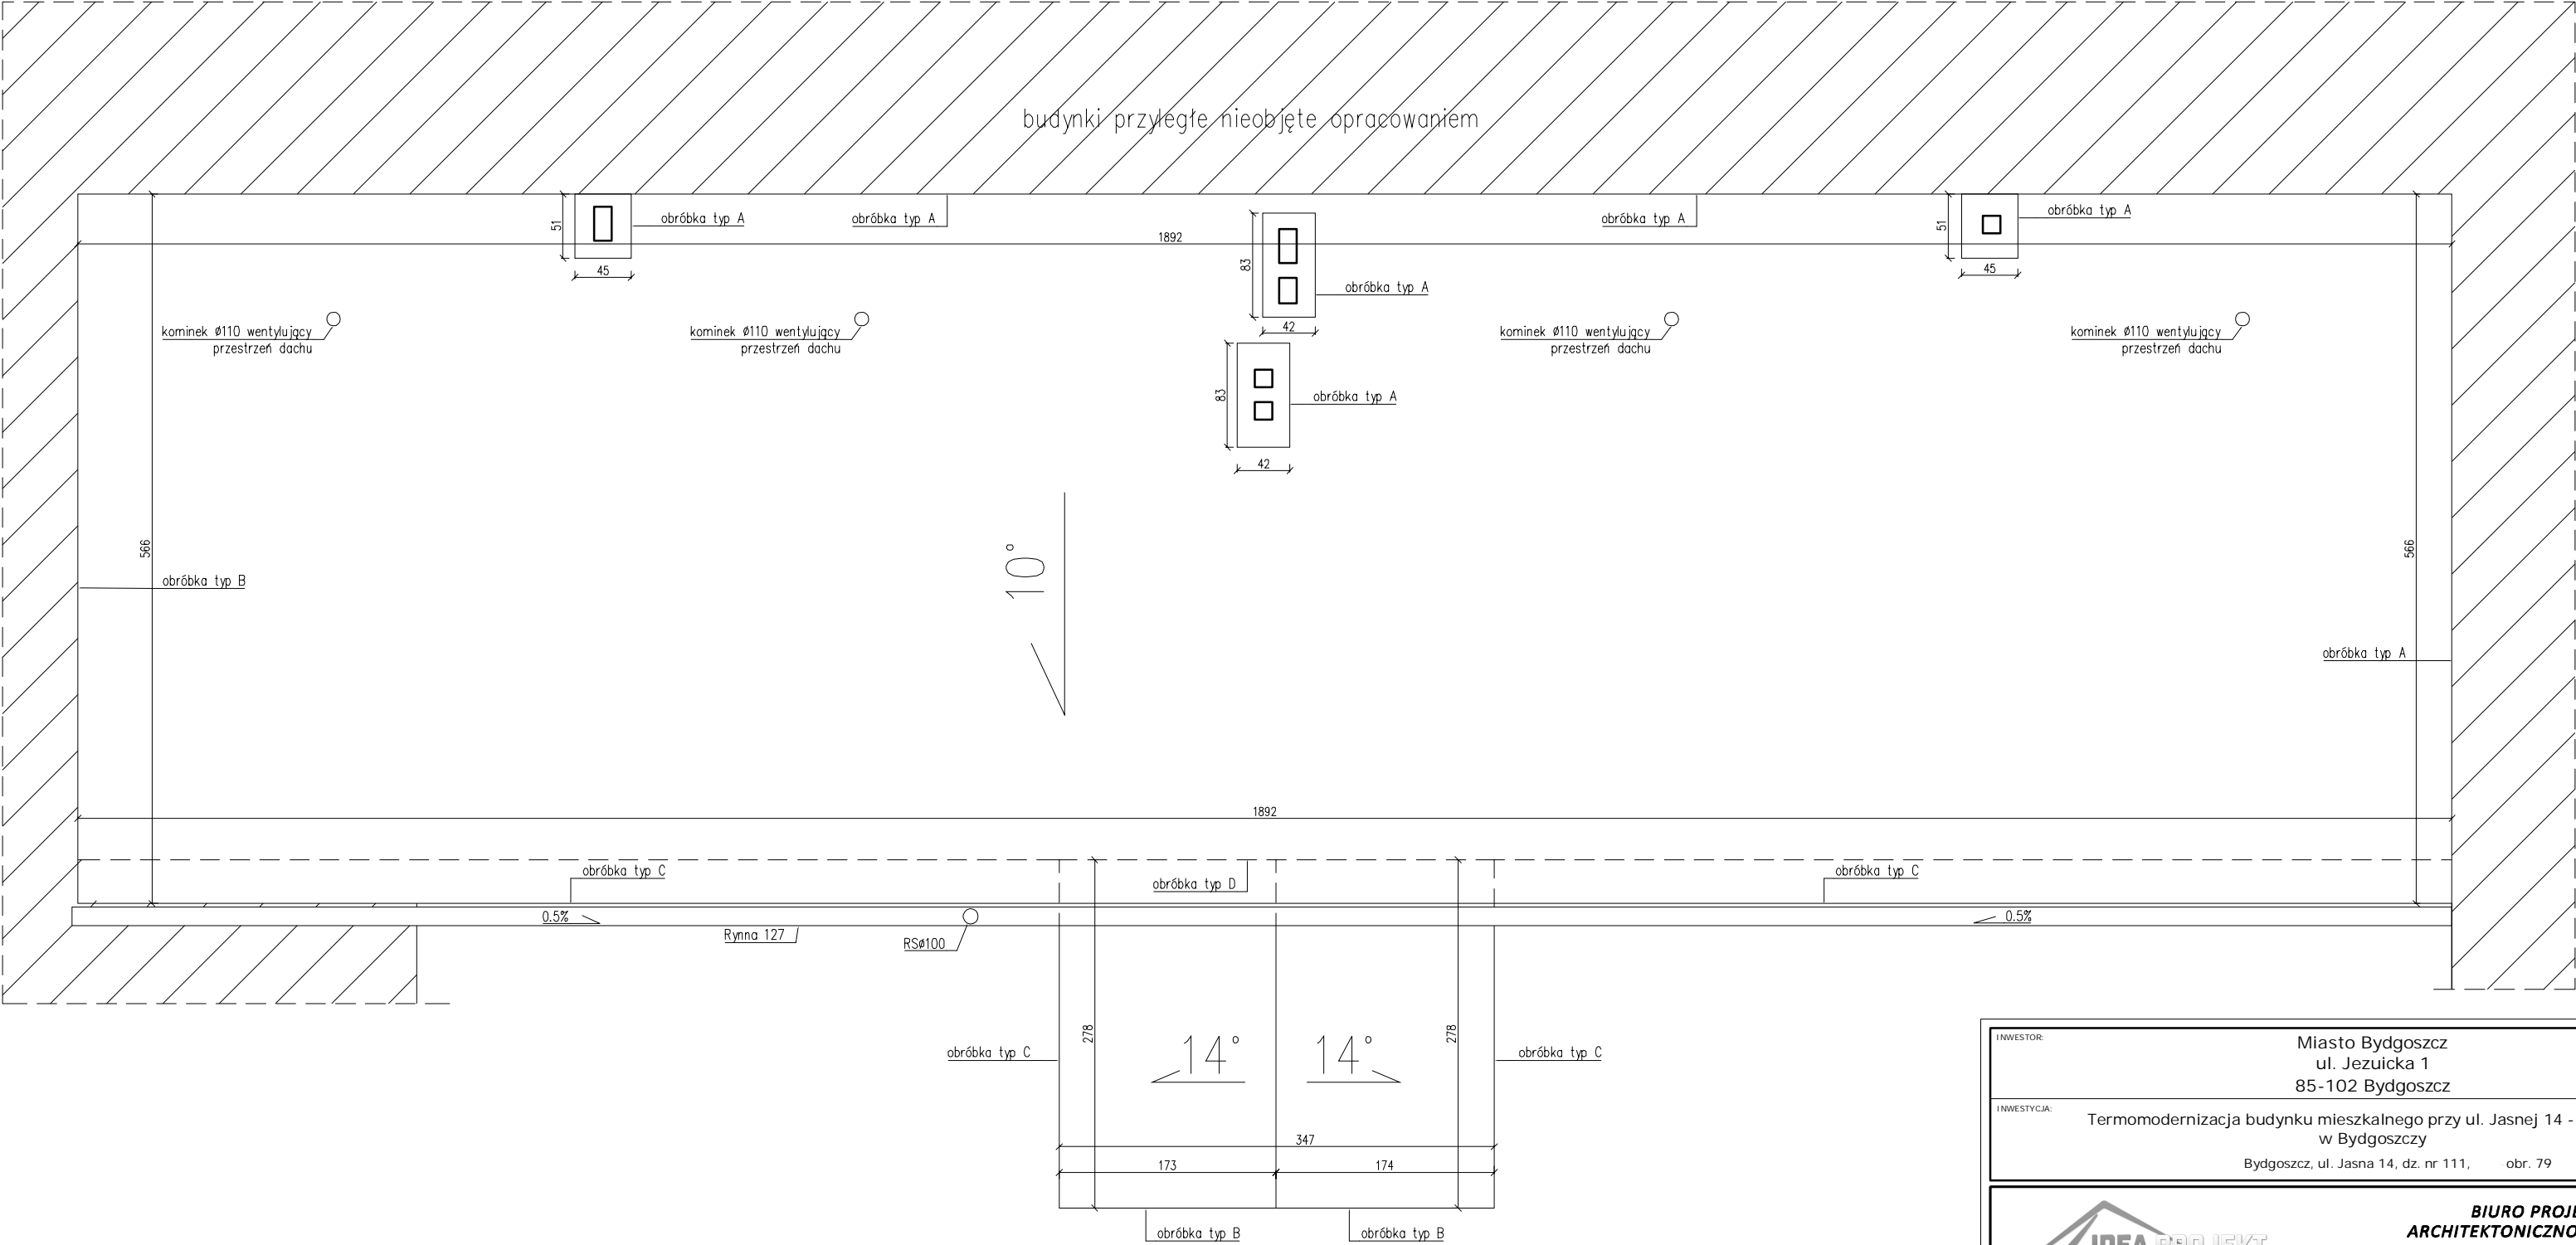 budynki przyległe nieobjęte opracowaniem
obróbka typ A
obróbka typ A
obróbka typ A
obróbka typ A
51
45
1892
83
42
obróbka typ A
51
45
kominek Ø110 wentylujący
przestrzeń dachu
kominek Ø110 wentylujący
przestrzeń dachu
kominek Ø110 wentylujący
przestrzeń dachu
kominek Ø110 wentylujący
przestrzeń dachu
83
42
obróbka typ A
566
10°
566
obróbka typ B
obróbka typ A
1892
obróbka typ C
obróbka typ D
obróbka typ C
0.5%
0.5%
Rynna 127
RSØ100
278
278
14°
14°
obróbka typ C
obróbka typ C
347
173
174
obróbka typ B
obróbka typ B
INWESTOR:
Miasto Bydgoszcz
ul. Jezuicka 1
85-102 Bydgoszcz
INWESTYCJA:
Termomodernizacja budynku mieszkalnego przy ul. Jasnej 14 -
w Bydgoszczy
Bydgoszcz, ul. Jasna 14, dz. nr 111, obr. 79
BIURO PROJE
ARCHITEKTONICZNO
IDEA PROJEKT